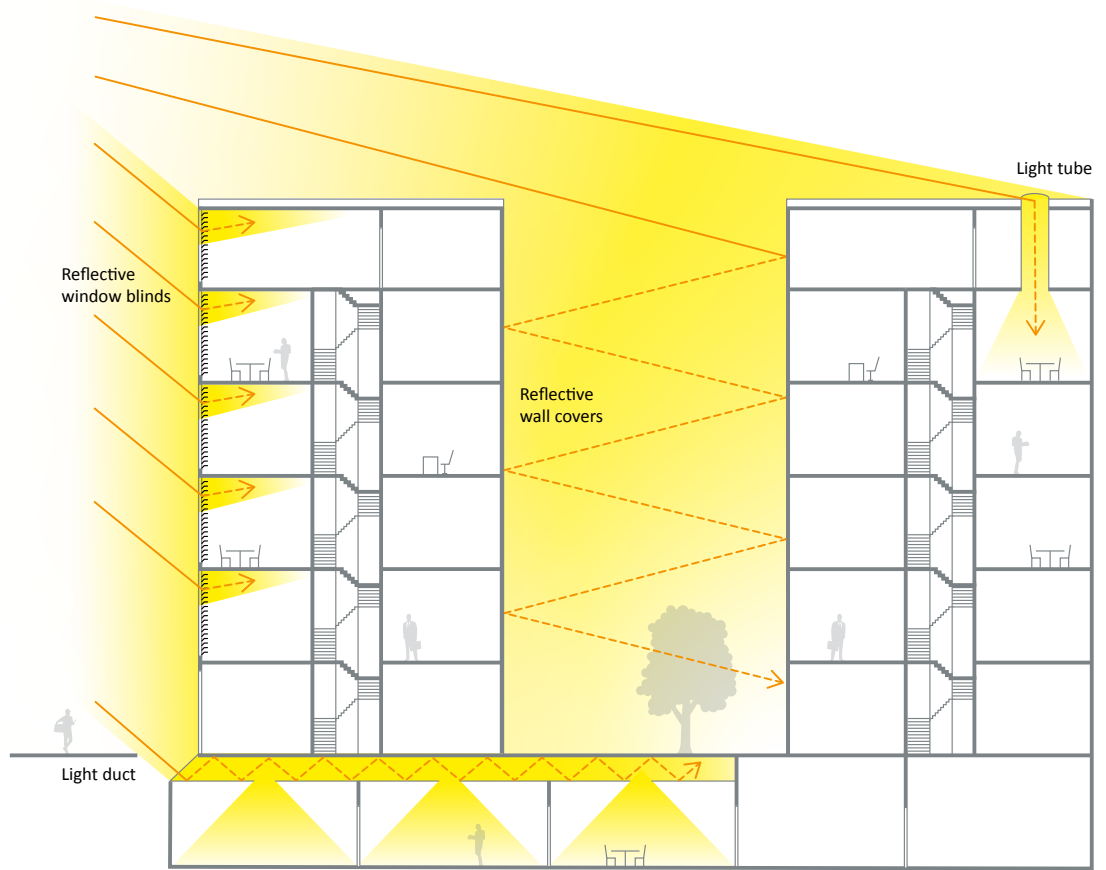 Light tube
Reflective
window blinds
Reflective
wall covers
Light duct